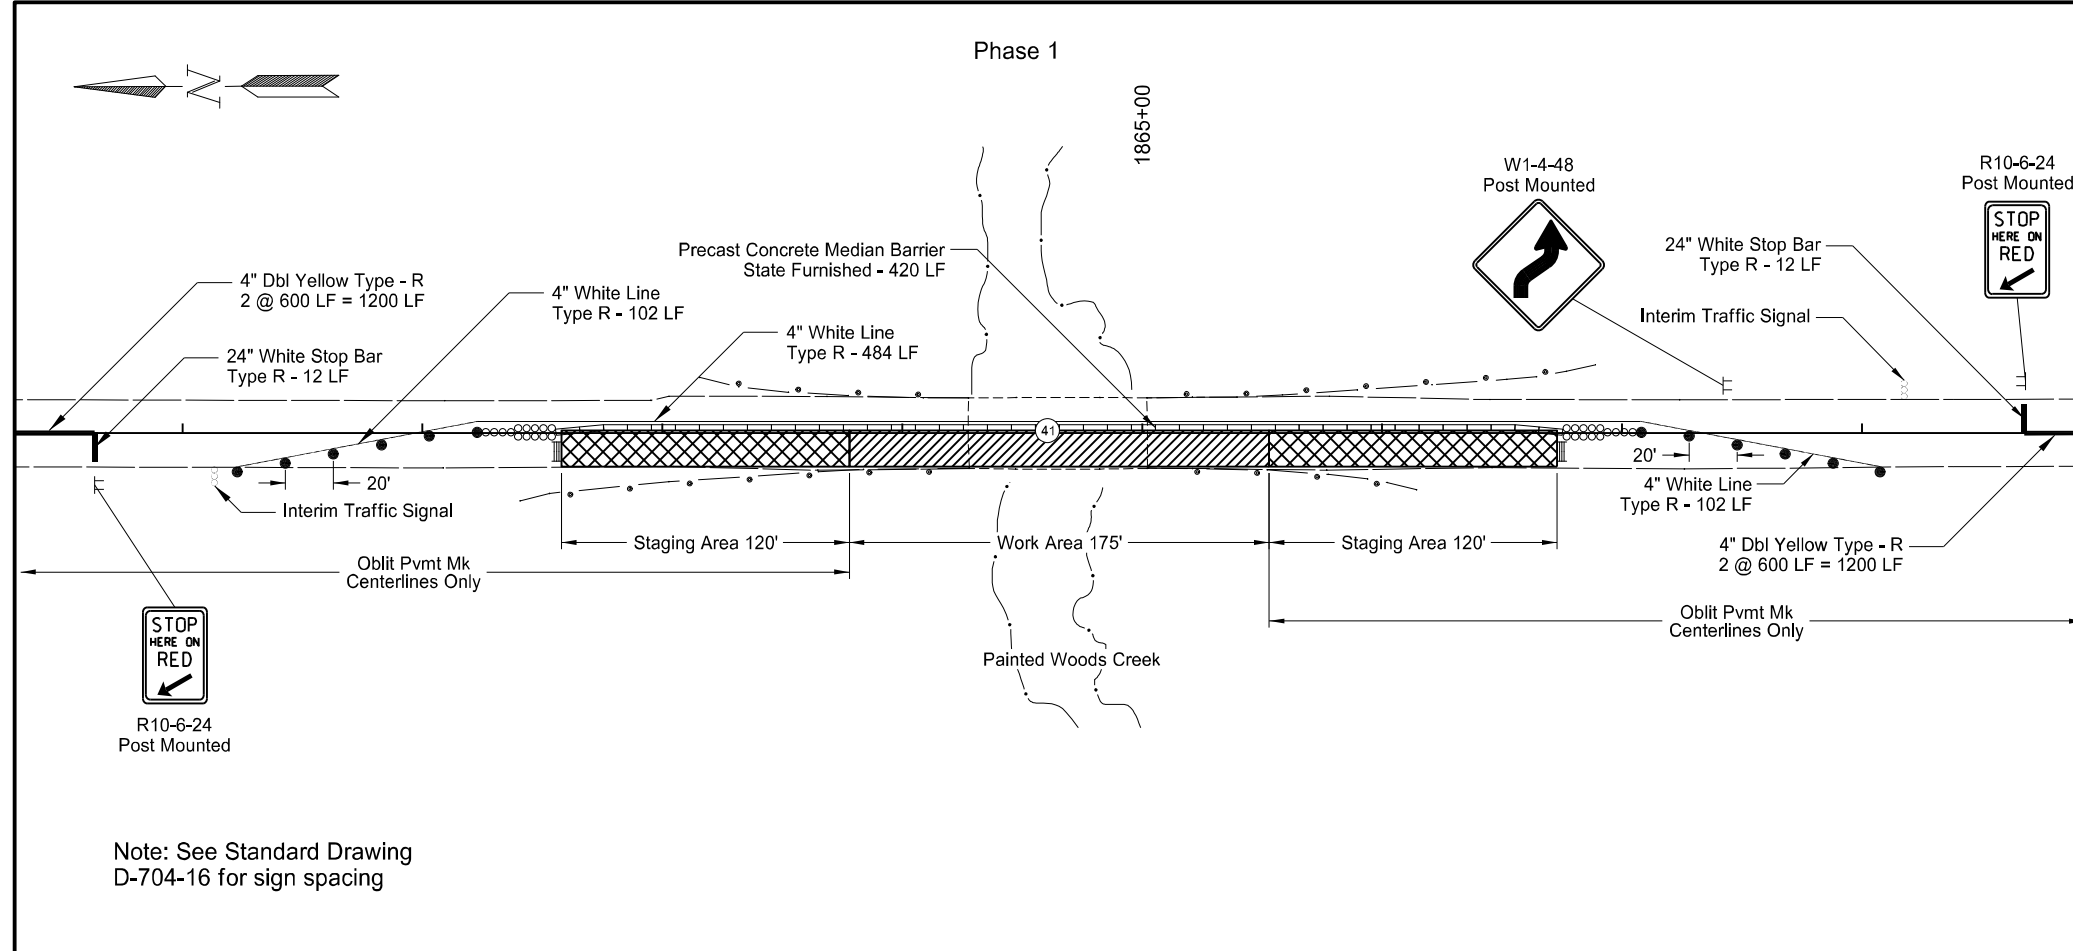 Phase 1
N
1865+00
W1-4-48
Post Mounted
R10-6-24
Post Mounted
STOP
HERE ON
RED
Precast Concrete Median Barrier
State Furnished - 420 LF
24" White Stop Bar
Type R - 12 LF
4" Dbl Yellow Type - R
2 @ 600 LF = 1200 LF
4" White Line
Type R - 102 LF
Interim Traffic Signal
4" White Line
Type R - 484 LF
24" White Stop Bar
Type R - 12 LF
41
20'
Interim Traffic Signal
20'
4" White Line
Type R - 102 LF
Staging Area 120'
Work Area 175'
Staging Area 120'
4" Dbl Yellow Type - R
2 @ 600 LF = 1200 LF
Oblit Pvmt Mk
Centerlines Only
Oblit Pvmt Mk
Centerlines Only
STOP
HERE ON
RED
R10-6-24
Post Mounted
Painted Woods Creek
Note: See Standard Drawing
D-704-16 for sign spacing